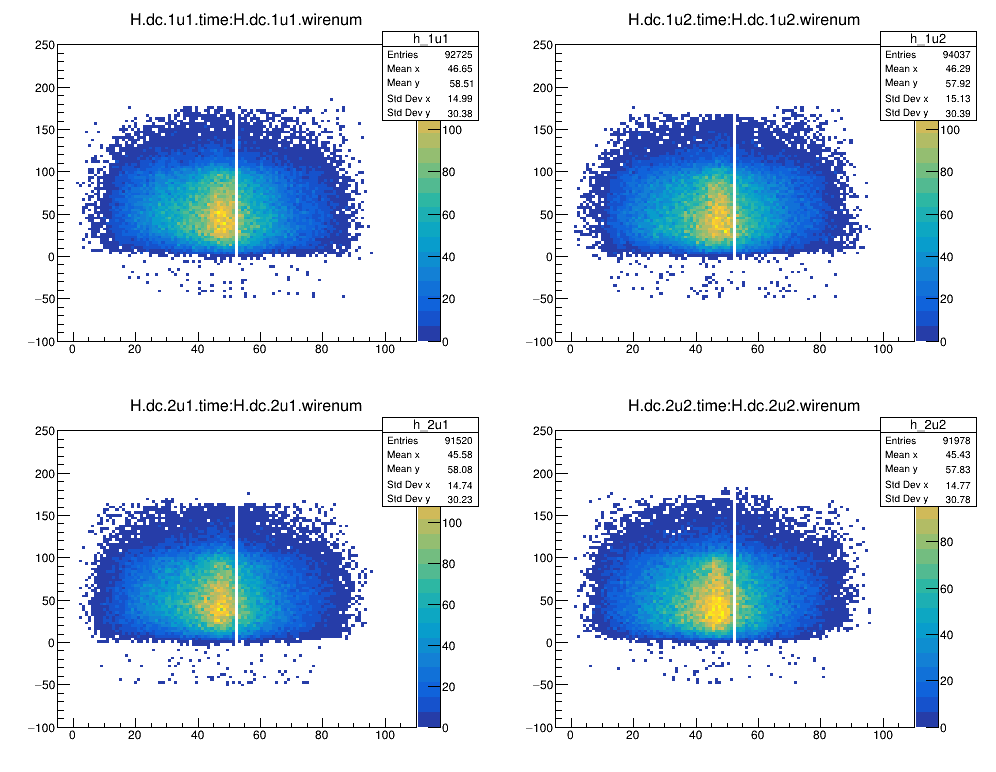 H.dc.1u1.time:H.dc.1u1.wirenum
h_1u1
Entries 92725
Mean x 46.65
Mean y 58.51
Std Dev x 14.99
Std Dev y 30.38
250
200
150
100
50
0
−50
−100
0 20 40 60 80 100
100
80
60
40
20
0
H.dc.1u2.time:H.dc.1u2.wirenum
h_1u2
Entries 94037
Mean x 46.29
Mean y 57.92
Std Dev x 15.13
Std Dev y 30.39
250
200
150
100
50
0
−50
−100
0 20 40 60 80 100
100
80
60
40
20
0
H.dc.2u1.time:H.dc.2u1.wirenum
h_2u1
Entries 91520
Mean x 45.58
Mean y 58.08
Std Dev x 14.74
Std Dev y 30.23
250
200
150
100
50
0
−50
−100
0 20 40 60 80 100
100
80
60
40
20
0
H.dc.2u2.time:H.dc.2u2.wirenum
h_2u2
Entries 91978
Mean x 45.43
Mean y 57.83
Std Dev x 14.77
Std Dev y 30.78
250
200
150
100
50
0
−50
−100
0 20 40 60 80 100
80
60
40
20
0